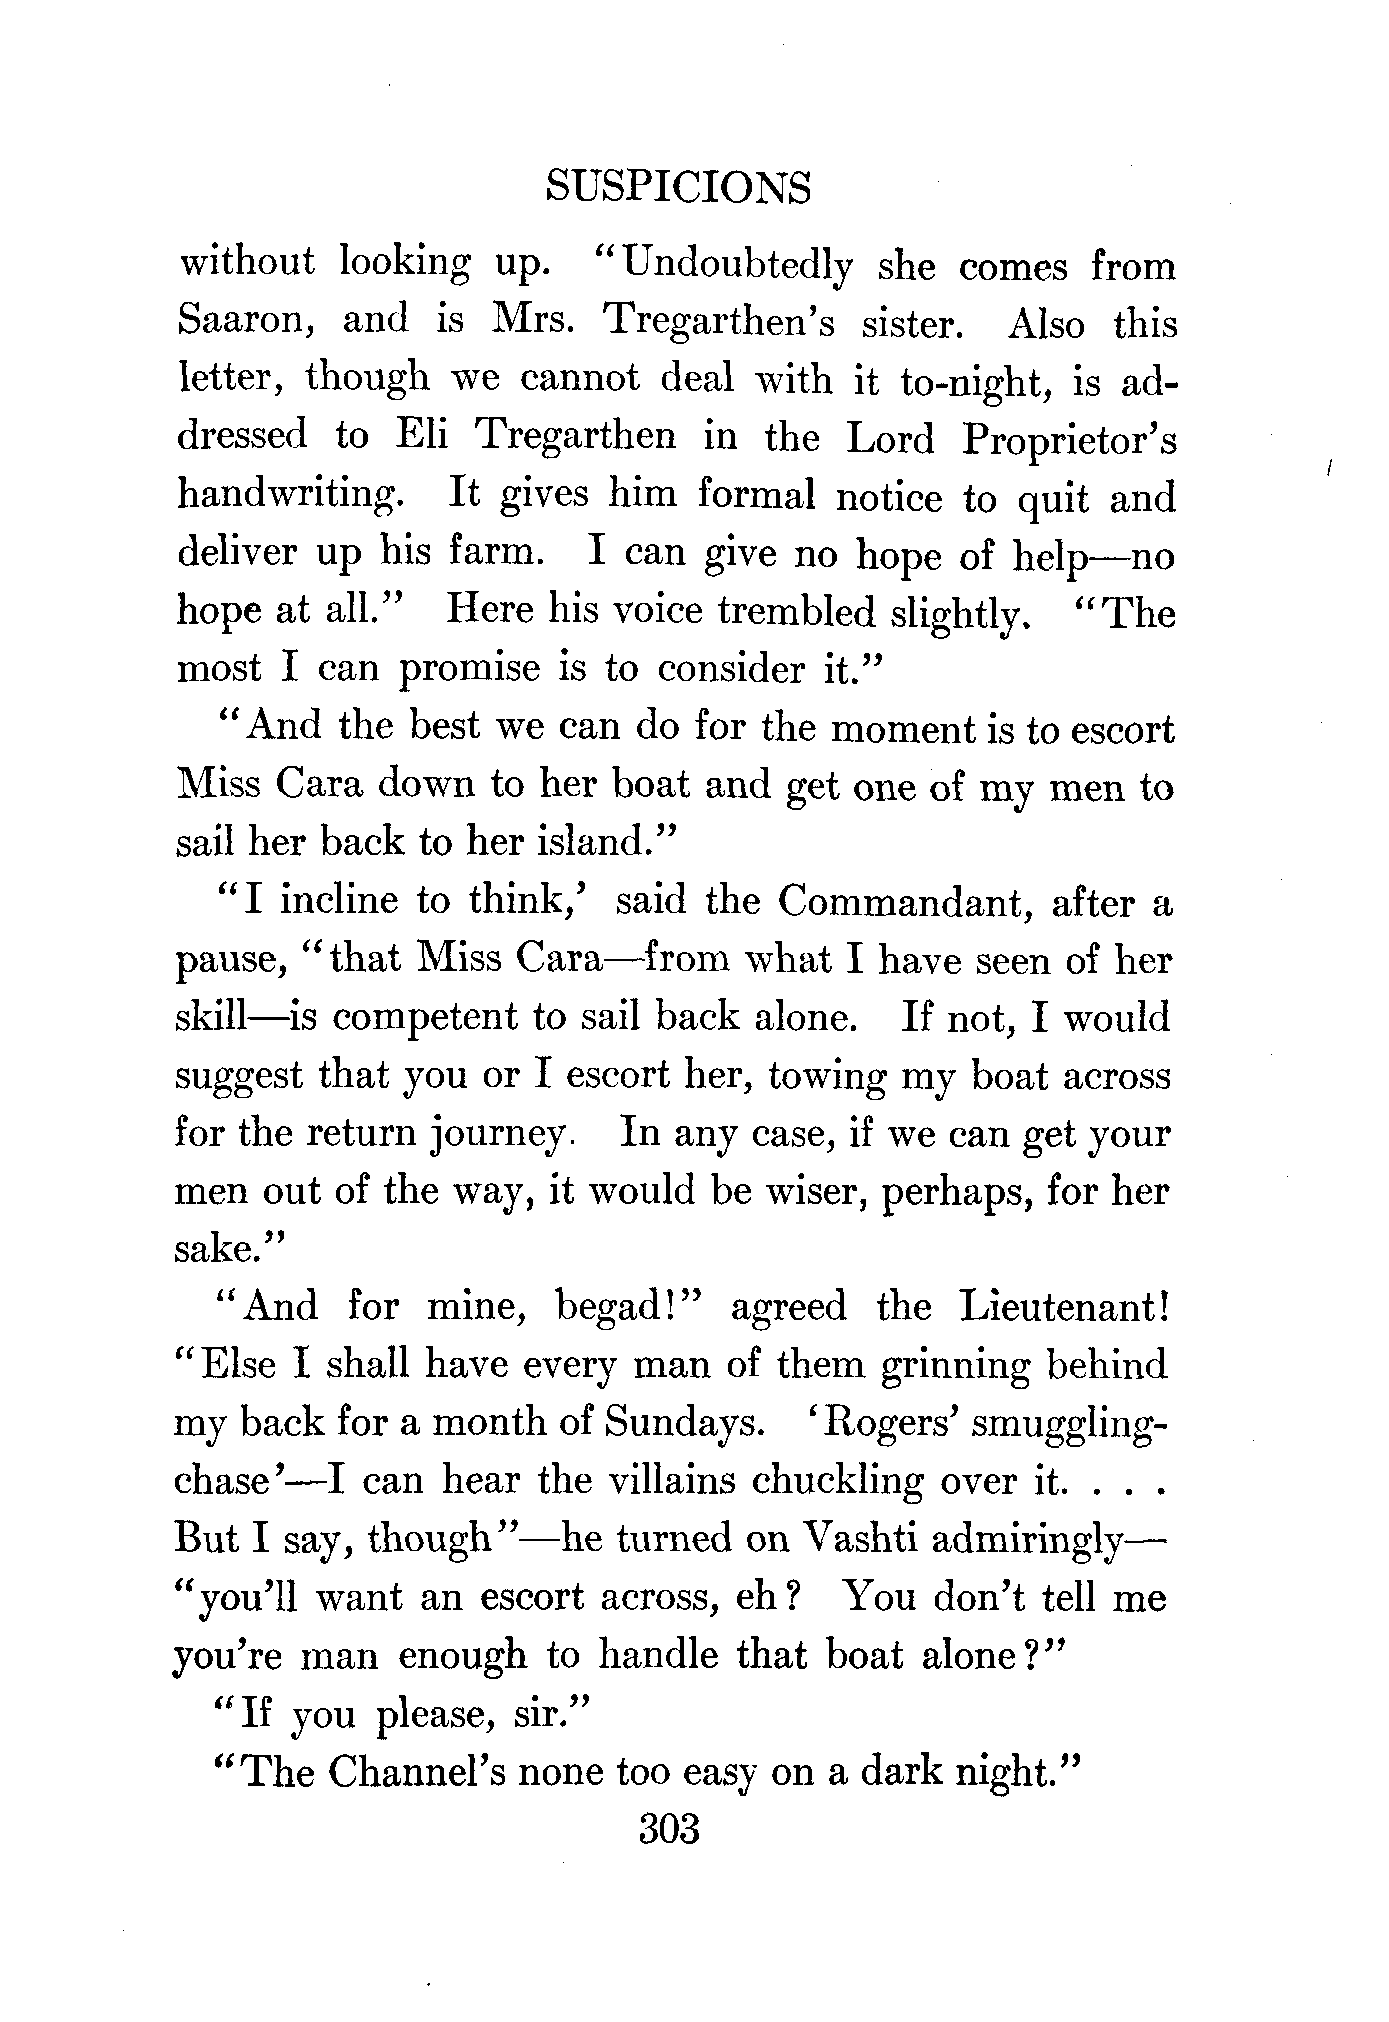 SUSPICIONS
without looking up. "Undoubtedly she comes from
Saaron, and is Mrs. Tregarthen's sister. Also this
letter, though we cannot deal with it to-night, is ad-
dressed to Eli Tregarthen in the Lord Proprietor's
handwriting. It gives him formal notice to quit and
deliver up his farm. I can give no hope of help—no
hope at all." Here his voice trembled slightly. "The
most I can promise is to consider it."
"And the best we can do for the moment is to escort
Miss Cara down to her boat and get one of my men to
sail her back to her island."
"I incline to think,' said the Commandant, after a
pause, "that Miss Cara—from what I have seen of her
skill—is competent to sail back alone. If not, I would
suggest that you or I escort her, towing my boat across
for the return journey. In any case, if we can get your
men out of the way, it would be wiser, perhaps, for her
sake."
"And for mine, begad!" agreed the Lieutenant!
"Else I shall have every man of them grinning behind
my back for a month of Sundays. 'Rogers' smuggling-
chase'—I can hear the villains chuckling over it. . . .
But I say, though"—he turned on Vashti admiringly—
"you'll want an escort across, eh? You don't tell me
you're man enough to handle that boat alone?"
"If you please, sir."
"The Channel's none too easy on a dark night."
303